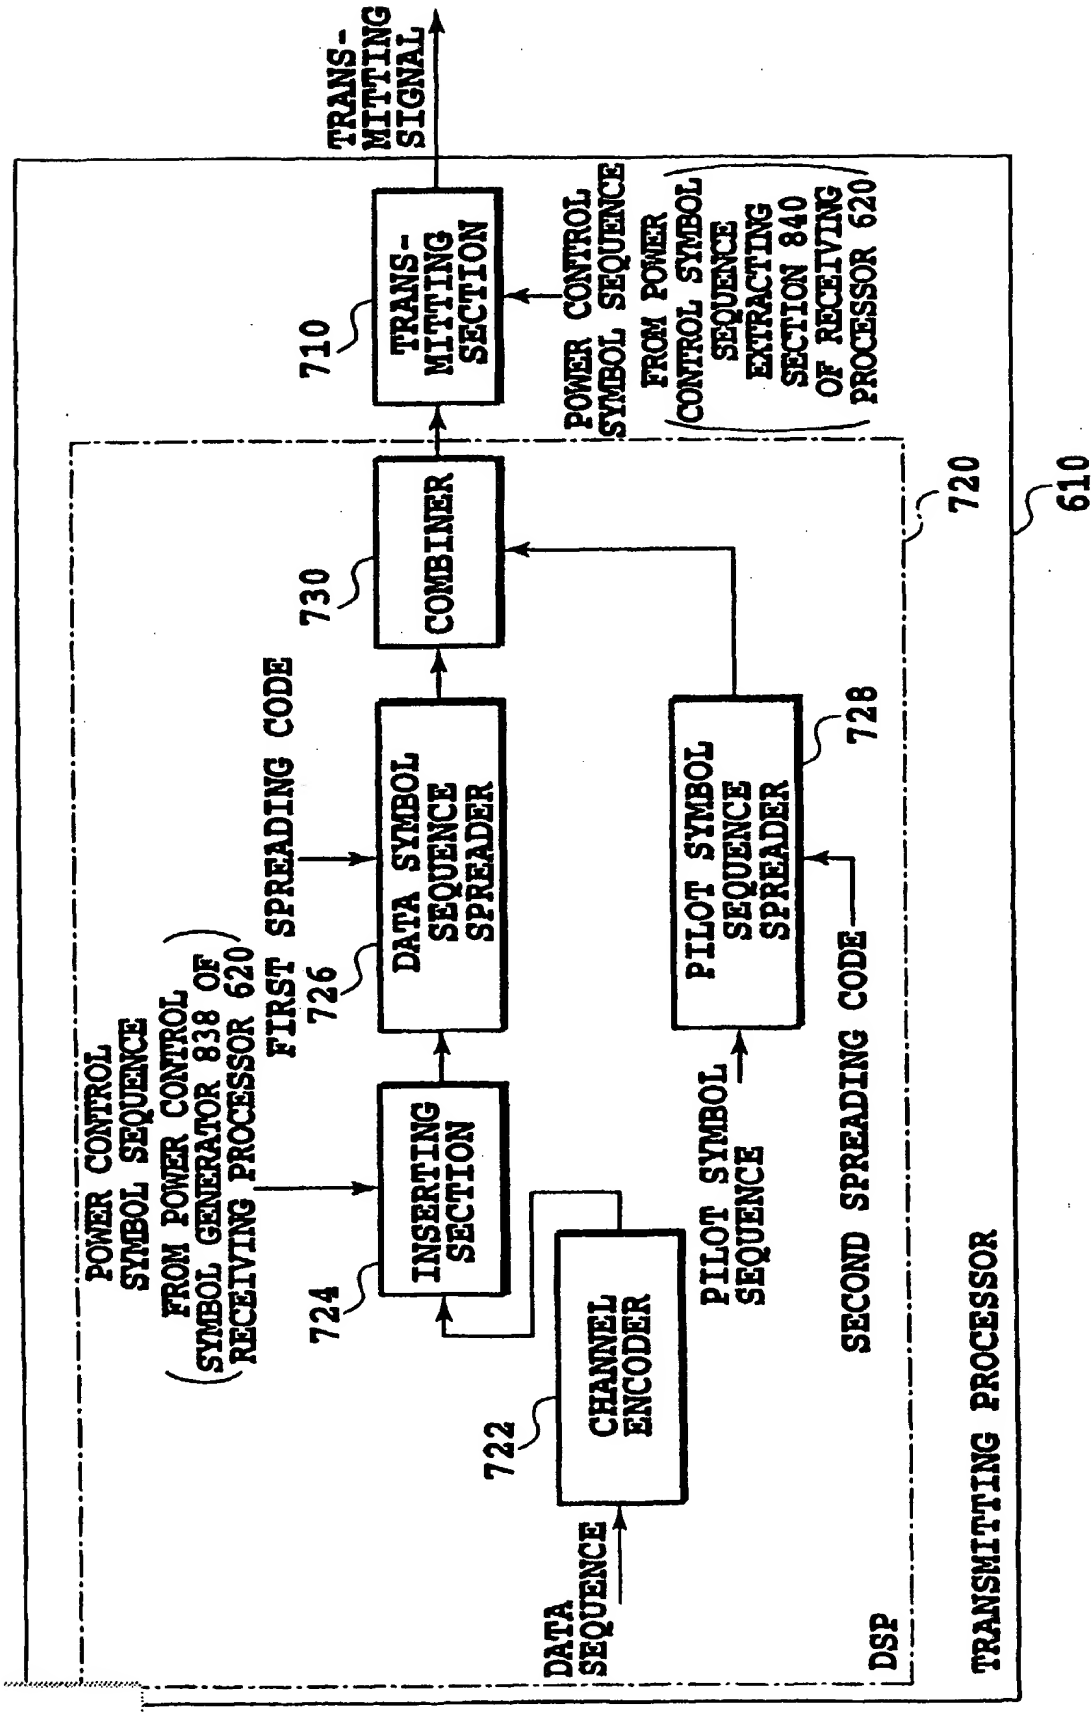 POWER CONTROL
SYMBOL SEQUENCE
FROM POWER CONTROL
SYMBOL GENERATOR 838 OF
RECEIVING PROCESSOR 620
FIRST SPREADING CODE
724
726
730
710
TRANS-
MITTING
SIGNAL
INSERTING
SECTION
DATA SYMBOL
SEQUENCE
SPREADER
COMBINER
TRANS-
MITTING
SECTION
722
DATA
SEQUENCE
CHANNEL
ENCODER
POWER CONTROL
SYMBOL SEQUENCE
FROM POWER
CONTROL SYMBOL
SEQUENCE
EXTRACTING
SECTION 840
OF RECEIVING
PROCESSOR 620
PILOT SYMBOL
SEQUENCE
PILOT SYMBOL
SEQUENCE
SPREADER
728
SECOND SPREADING CODE
DSP
720
TRANSMITTING PROCESSOR
610